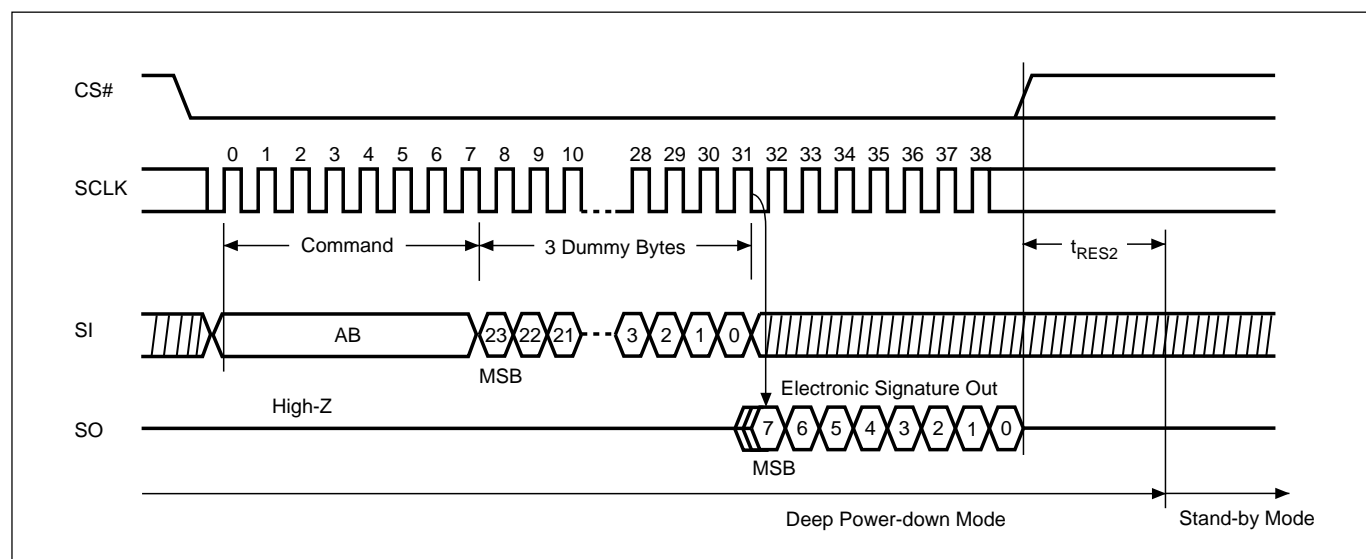 CS#
0 1 2 3 4 5 6 7 8 9 10 28 29 30 31 32 33 34 35 36 37 38
SCLK
Command 3 Dummy Bytes tRES2
SI AB 23 22 21 3 2 1 0
MSB
Electronic Signature Out
High-Z
SO 7 6 5 4 3 2 1 0
MSB
Deep Power-down Mode Stand-by Mode